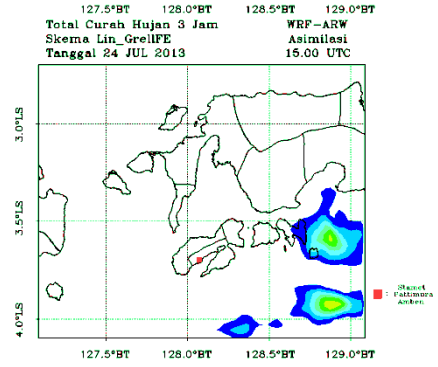 127.5°BT 128.0°BT 128.5°BT 129.0°BT
Total Curah Hujan 3 Jam WRF-ARW
Skema Lin_GrellFE Asimilasi
Tanggal 24 JUL 2013 15.00 UTC
3.0°LS
3.5°LS
4.0°LS
Stamet
: Pattimura
Ambon
127.5°BT 128.0°BT 128.5°BT 129.0°BT